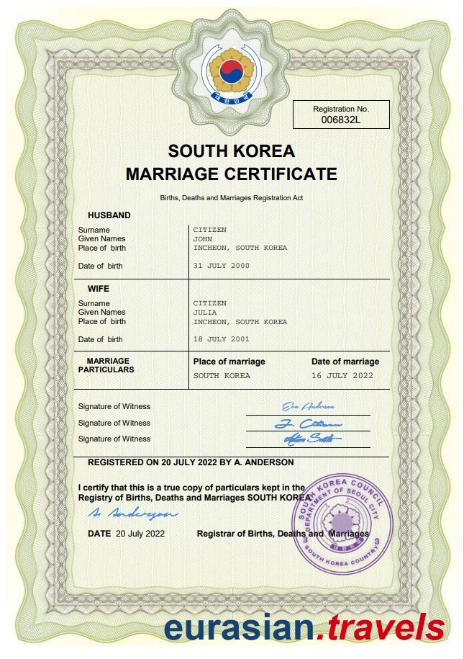 대한민국
Registration No.
006832L
SOUTH KOREA
MARRIAGE CERTIFICATE
Births, Deaths and Marriages Registration Act
HUSBAND
Surname CITIZEN
Given Names JOHN
Place of birth INCHEON, SOUTH KOREA
Date of birth 31 JULY 2000
WIFE
Surname CITIZEN
Given Names JULIA
Place of birth INCHEON, SOUTH KOREA
Date of birth 18 JULY 2001
MARRIAGE PARTICULARS
Place of marriage Date of marriage
SOUTH KOREA 16 JULY 2022
Signature of Witness
Signature of Witness J. Citizen
Signature of Witness
REGISTERED ON 20 JULY 2022 BY A. ANDERSON
I certify that this is a true copy of particulars kept in the
Registry of Births, Deaths and Marriages SOUTH KOREA.
A. Anderson
DATE 20 July 2022 Registrar of Births, Deaths and Marriages
SOUTH KOREA COUNCIL
DEPARTMENT OF SEOUL CITY
SOUTH KOREA COUNTRY
eurasian.travels